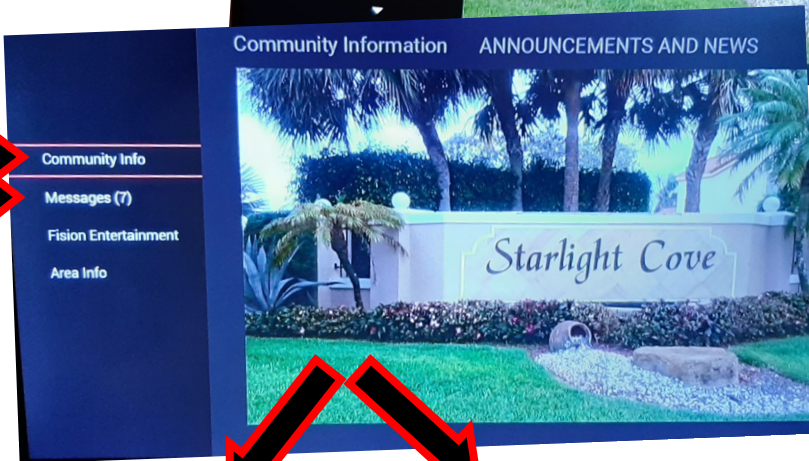 Community Information ANNOUNCEMENTS AND NEWS
Community Info
Messages (7)
Fision Entertainment
Area Info
Starlight Cove